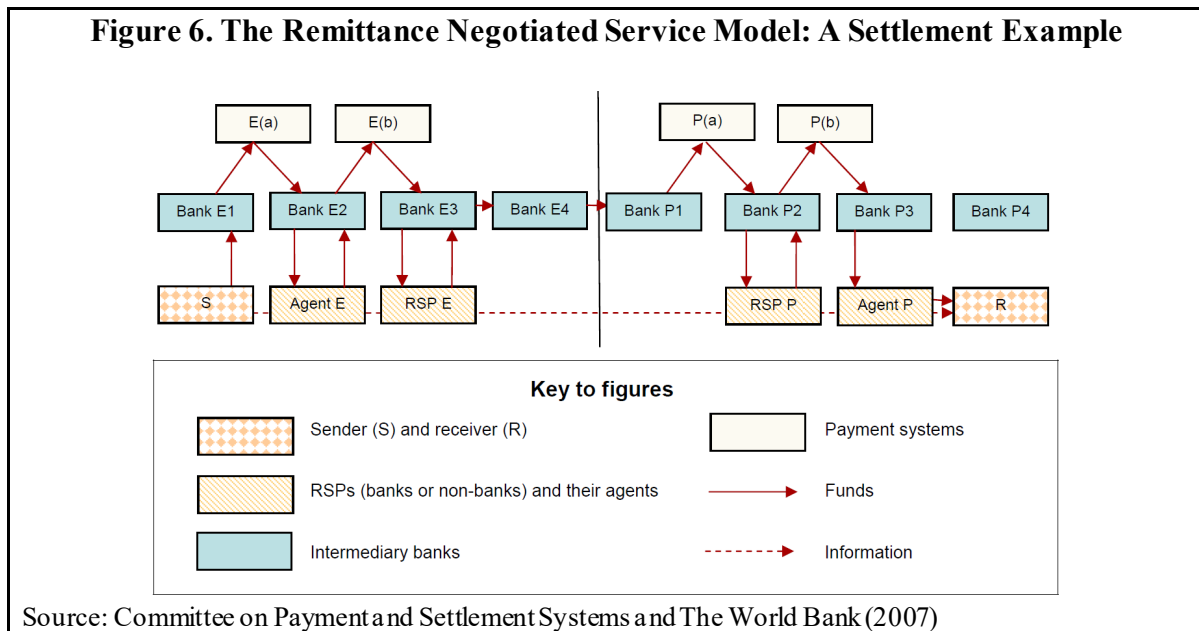 Figure 6. The Remittance Negotiated Service Model: A Settlement Example
E(a)
E(b)
P(a)
P(b)
Bank E1
Bank E2
Bank E3
Bank E4
Bank P1
Bank P2
Bank P3
Bank P4
S
Agent E
RSP E
RSP P
Agent P
R
Key to figures
Sender (S) and receiver (R)
Payment systems
RSPs (banks or non-banks) and their agents
Funds
Intermediary banks
Information
Source: Committee on Payment and Settlement Systems and The World Bank (2007)